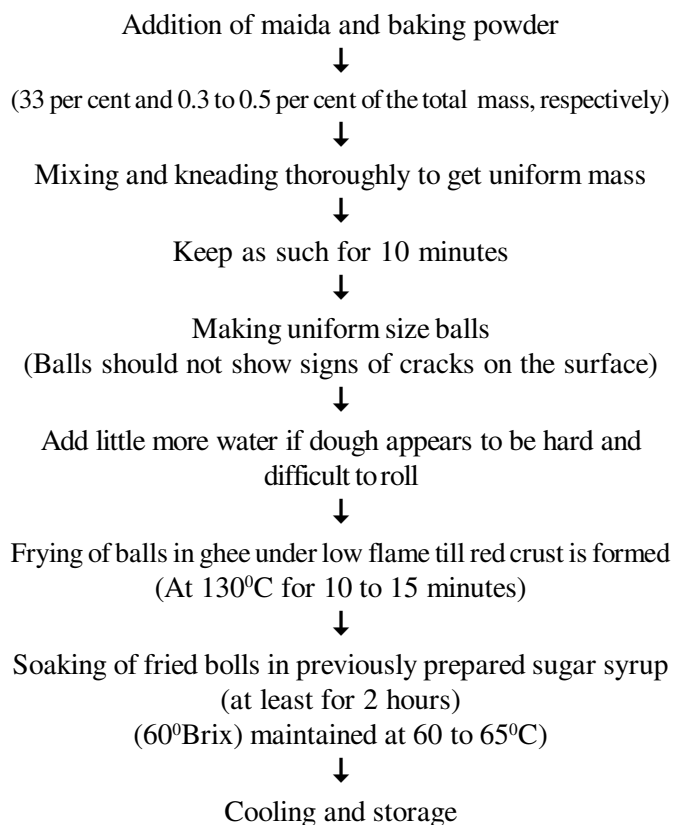 Addition of maida and baking powder
↓
(33 per cent and 0.3 to 0.5 per cent of the total mass, respectively)
↓
Mixing and kneading thoroughly to get uniform mass
↓
Keep as such for 10 minutes
↓
Making uniform size balls
(Balls should not show signs of cracks on the surface)
↓
Add little more water if dough appears to be hard and
difficult to roll
↓
Frying of balls in ghee under low flame till red crust is formed
(At 130⁰C for 10 to 15 minutes)
↓
Soaking of fried bolls in previously prepared sugar syrup
(at least for 2 hours)
(60⁰Brix) maintained at 60 to 65⁰C)
↓
Cooling and storage